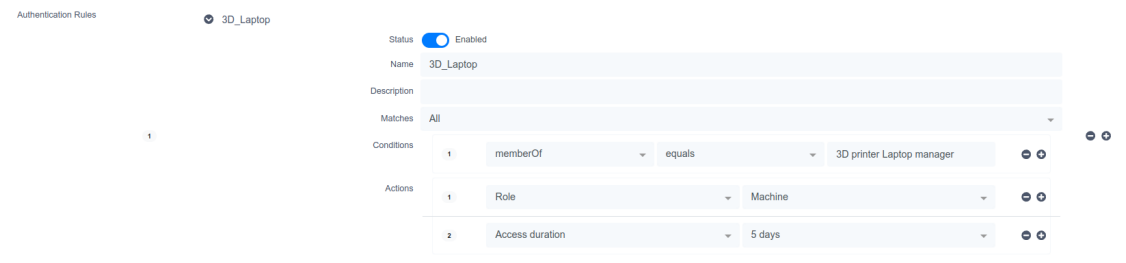 Authentication Rules
3D_Laptop
Status Enabled
Name 3D_Laptop
Description
Matches All
1
Conditions 1 memberOf equals 3D printer Laptop manager
Actions 1 Role Machine
2 Access duration 5 days